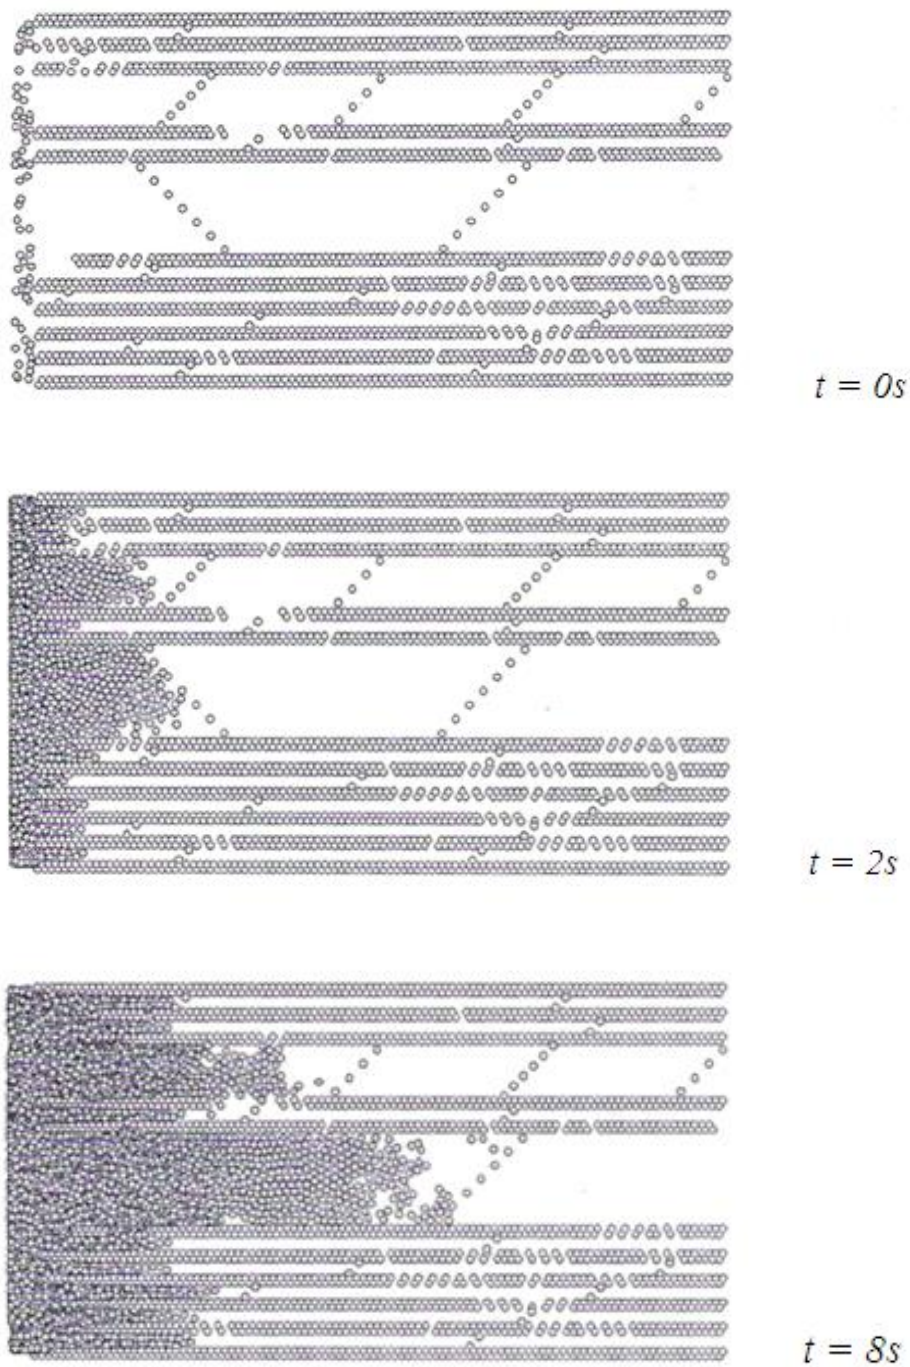 t = 0s
t = 2s
t = 8s